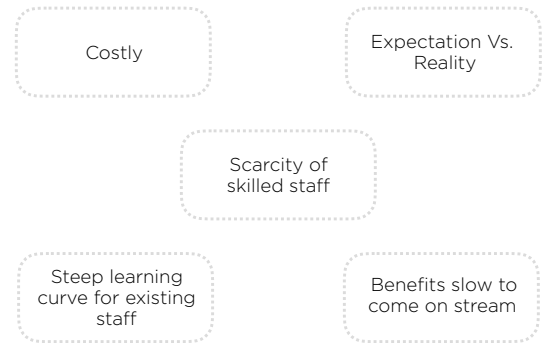 Costly
Expectation Vs.
Reality
Scarcity of
skilled staff
Steep learning
curve for existing
staff
Benefits slow to
come on stream